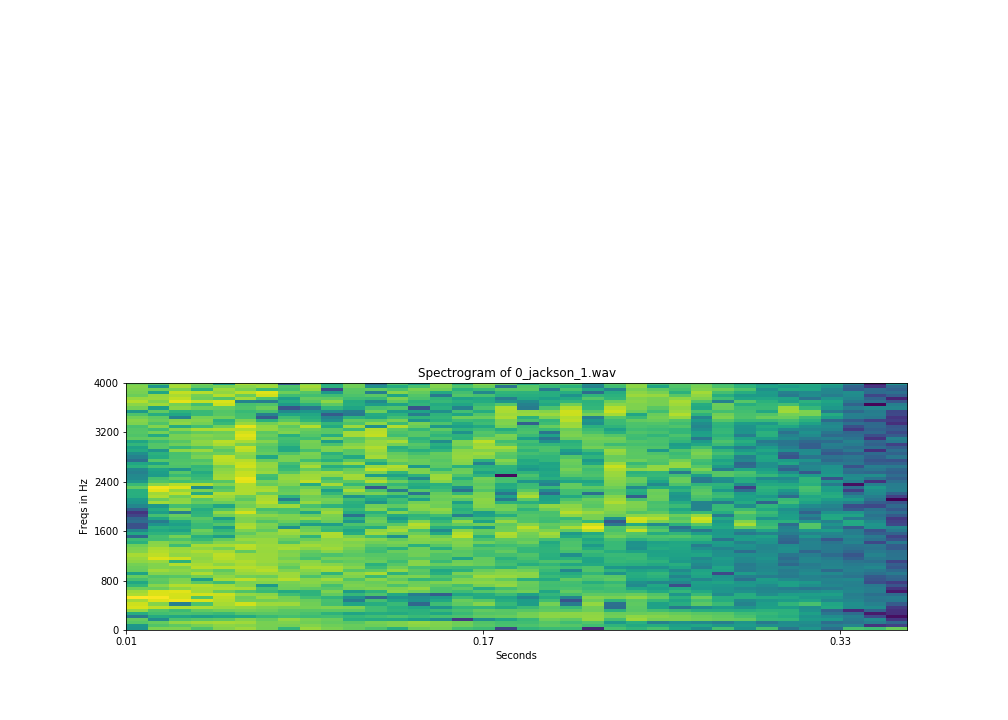 Spectrogram of 0_jackson_1.wav
4000
3200
2400
1600
800
0
Freqs in Hz
0.01 0.17 0.33
Seconds